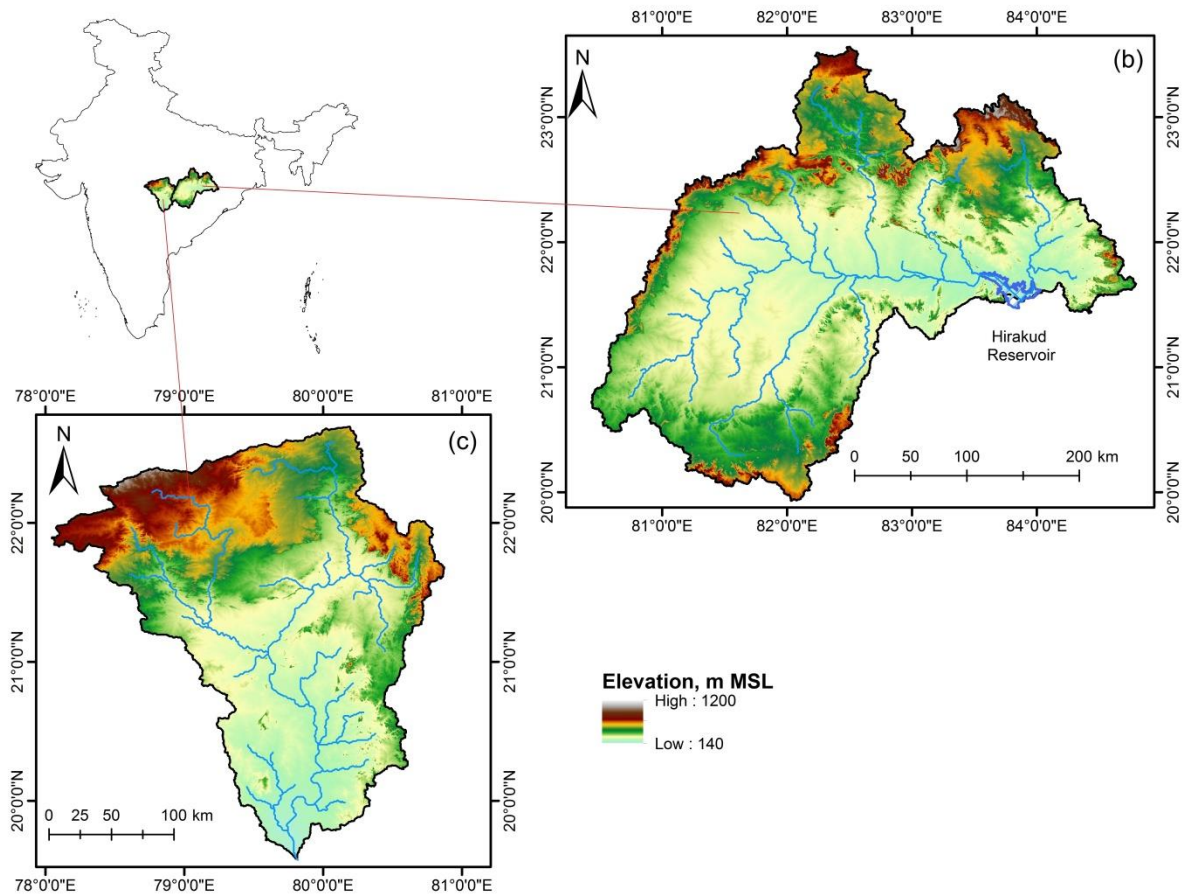 81°0'0"E 82°0'0"E 83°0'0"E 84°0'0"E
N
(b)
23°0'0"N
22°0'0"N
21°0'0"N
20°0'0"N
23°0'0"N
22°0'0"N
21°0'0"N
20°0'0"N
Hirakud
Reservoir
0 50 100 200 km
81°0'0"E 82°0'0"E 83°0'0"E 84°0'0"E
78°0'0"E 79°0'0"E 80°0'0"E 81°0'0"E
N
(c)
22°0'0"N
21°0'0"N
20°0'0"N
22°0'0"N
21°0'0"N
20°0'0"N
0 25 50 100 km
78°0'0"E 79°0'0"E 80°0'0"E 81°0'0"E
Elevation, m MSL
High : 1200
Low : 140